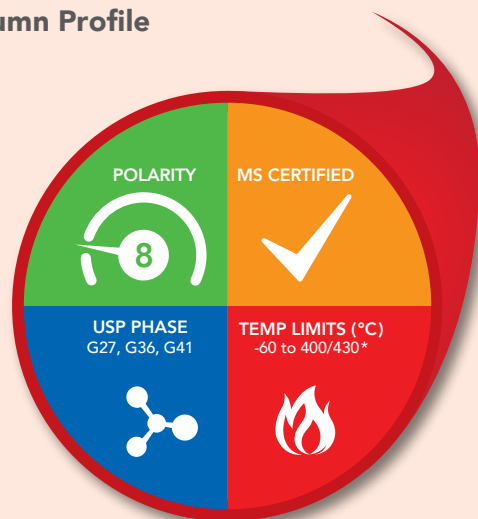 umn Profile
POLARITY
8
MS CERTIFIED
USP PHASE
G27, G36, G41
TEMP LIMITS (°C)
-60 to 400/430*